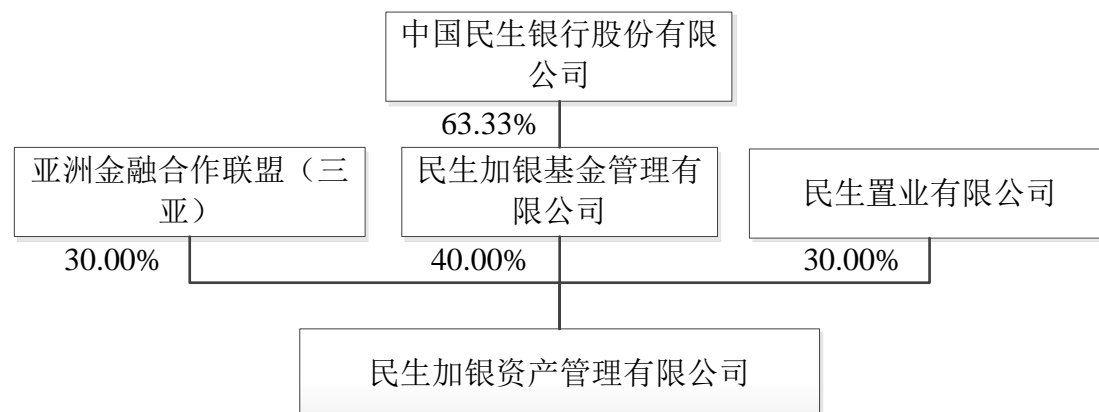 中国民生银行股份有限
公司
63.33%
亚洲金融合作联盟（三
亚）
民生加银基金管理有
限公司
民生置业有限公司
30.00%
40.00%
30.00%
民生加银资产管理有限公司